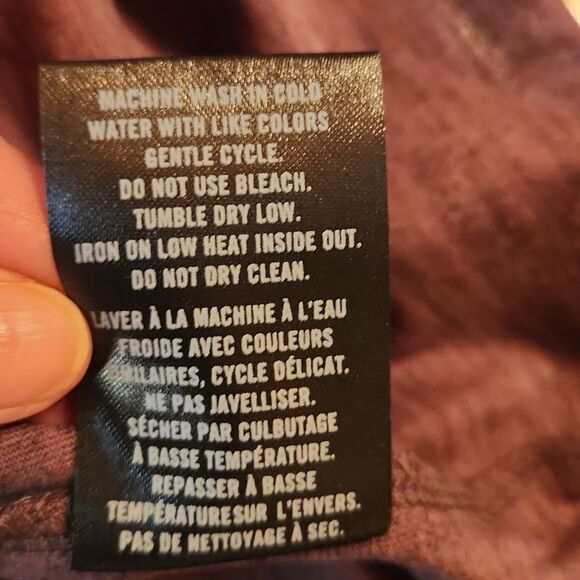 MACHINE WASH IN COLD
WATER WITH LIKE COLORS
GENTLE CYCLE.
DO NOT USE BLEACH.
TUMBLE DRY LOW.
IRON ON LOW HEAT INSIDE OUT.
DO NOT DRY CLEAN.
LAVER À LA MACHINE À L'EAU
FROIDE AVEC COULEURS
SIMILAIRES, CYCLE DÉLICAT.
NE PAS JAVELLISER.
SÉCHER PAR CULBUTAGE
À BASSE TEMPÉRATURE.
REPASSER À BASSE
TEMPÉRATURE SUR L'ENVERS.
PAS DE NETTOYAGE À SEC.